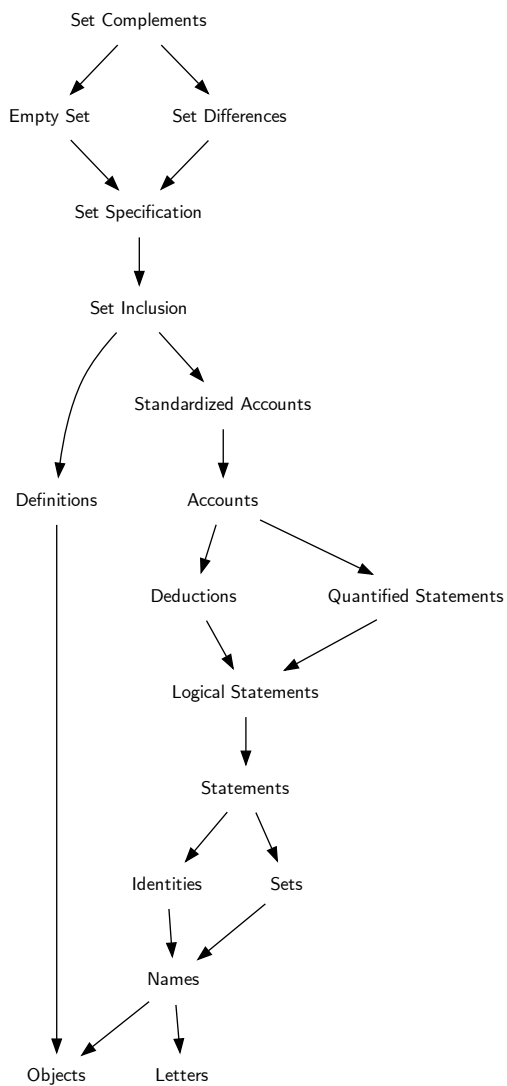 Set Complements
Empty Set
Set Differences
Set Specification
Set Inclusion
Standardized Accounts
Definitions
Accounts
Deductions
Quantified Statements
Logical Statements
Statements
Identities
Sets
Names
Objects
Letters